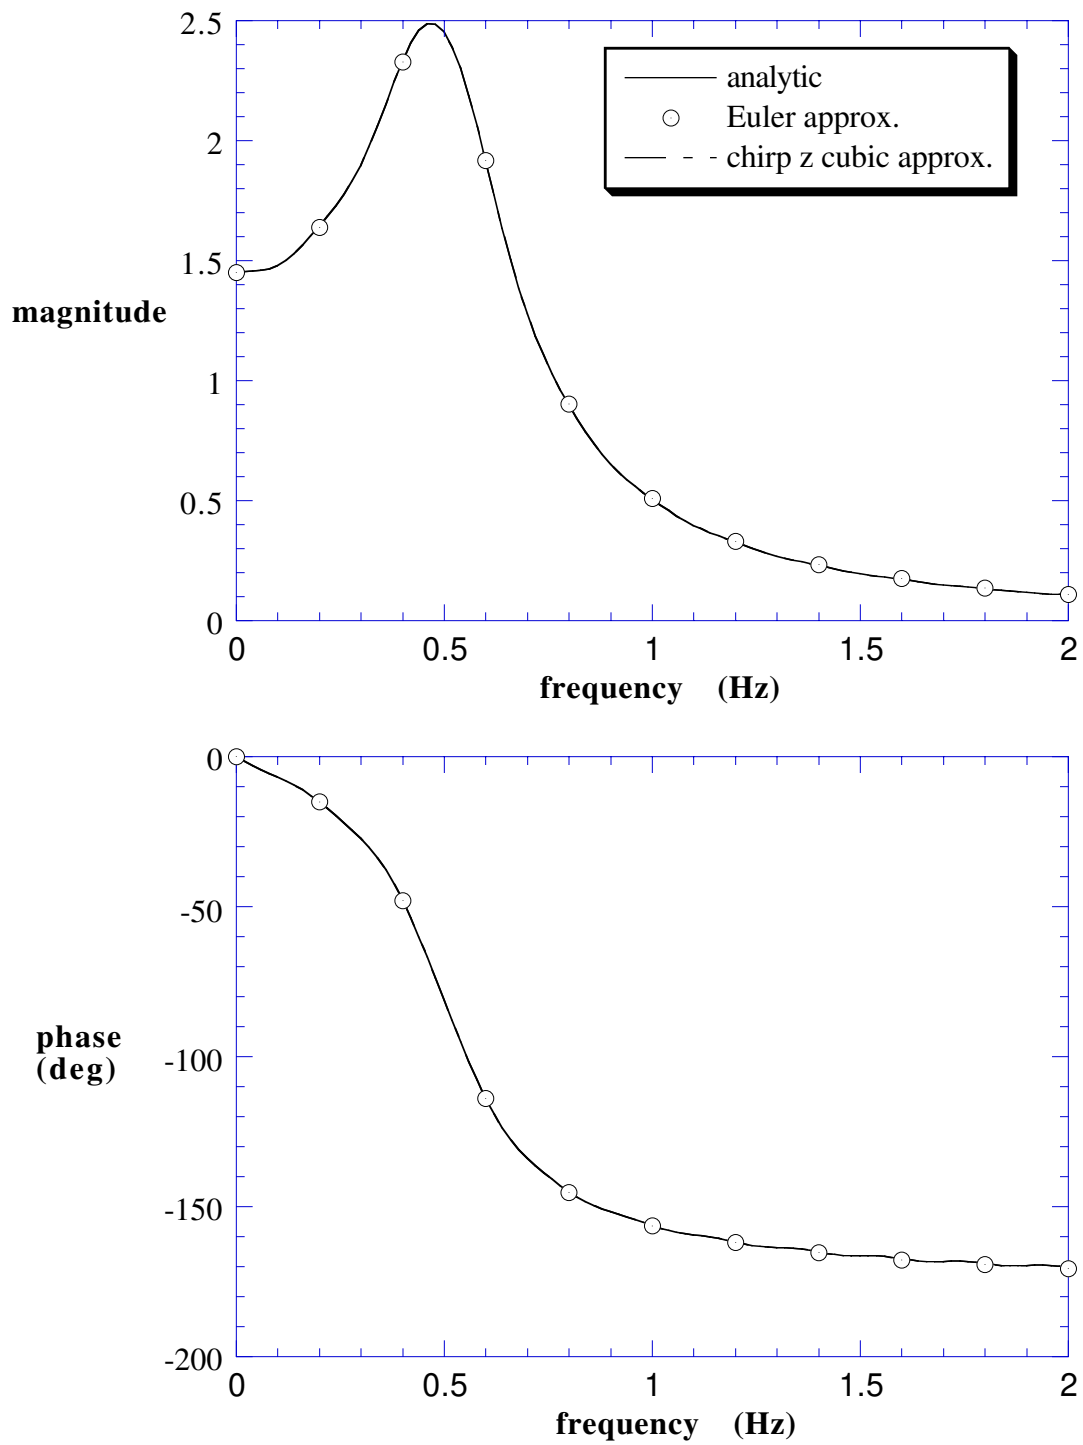 2.5
analytic
Euler approx.
2
chirp z cubic approx.
1.5
magnitude
1
0.5
0
0 0.5 1 1.5 2
frequency (Hz)
0
-50
phase
(deg)
-100
-150
-200
0 0.5 1 1.5 2
frequency (Hz)